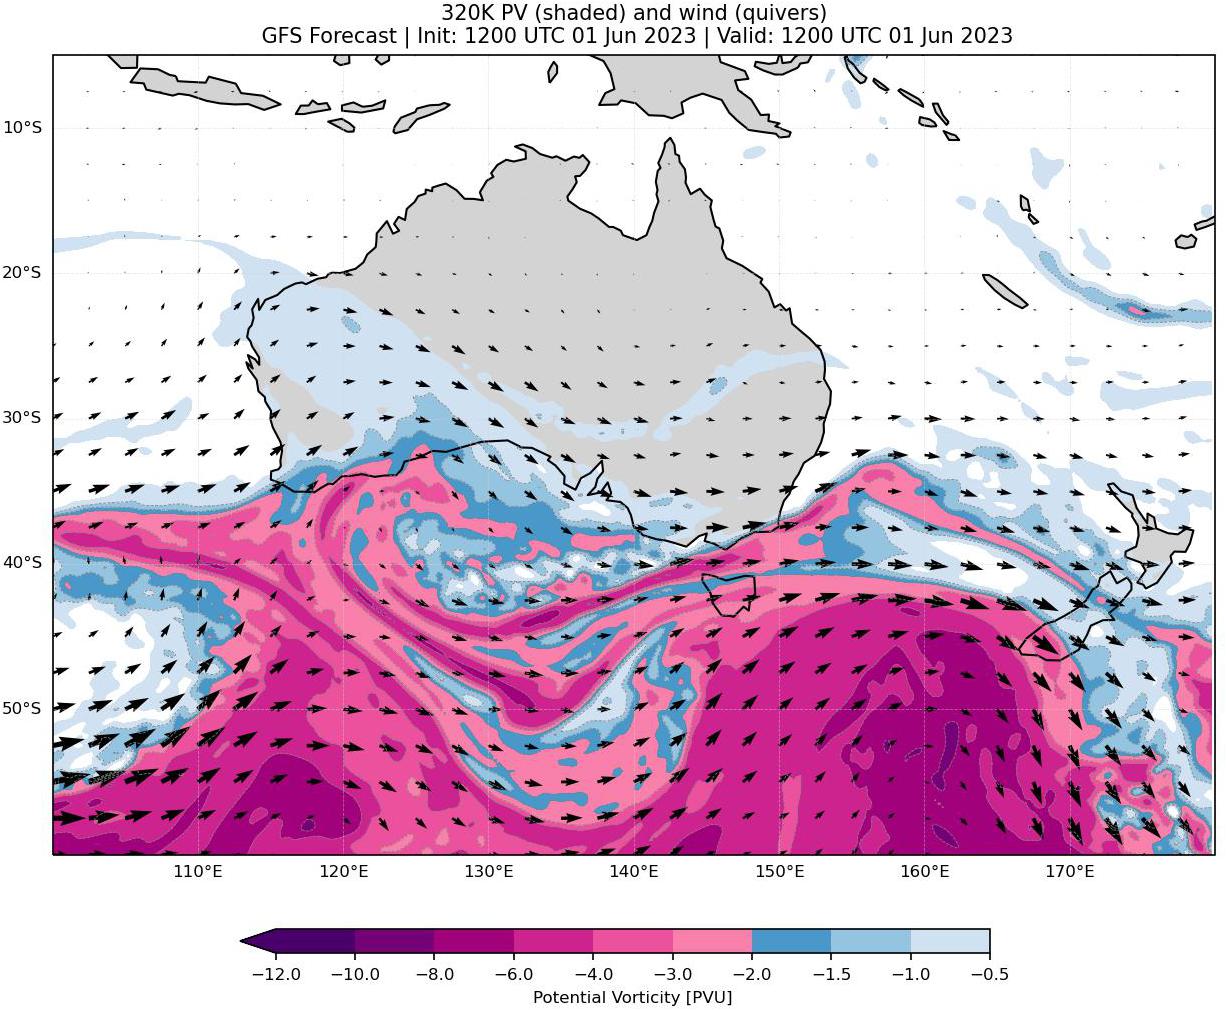 320K PV (shaded) and wind (quivers)
GFS Forecast | Init: 1200 UTC 01 Jun 2023 | Valid: 1200 UTC 01 Jun 2023
10°S
20°S
30°S
40°S
50°S
110°E 120°E 130°E 140°E 150°E 160°E 170°E
−12.0 −10.0 −8.0 −6.0 −4.0 −3.0 −2.0 −1.5 −1.0 −0.5
Potential Vorticity [PVU]